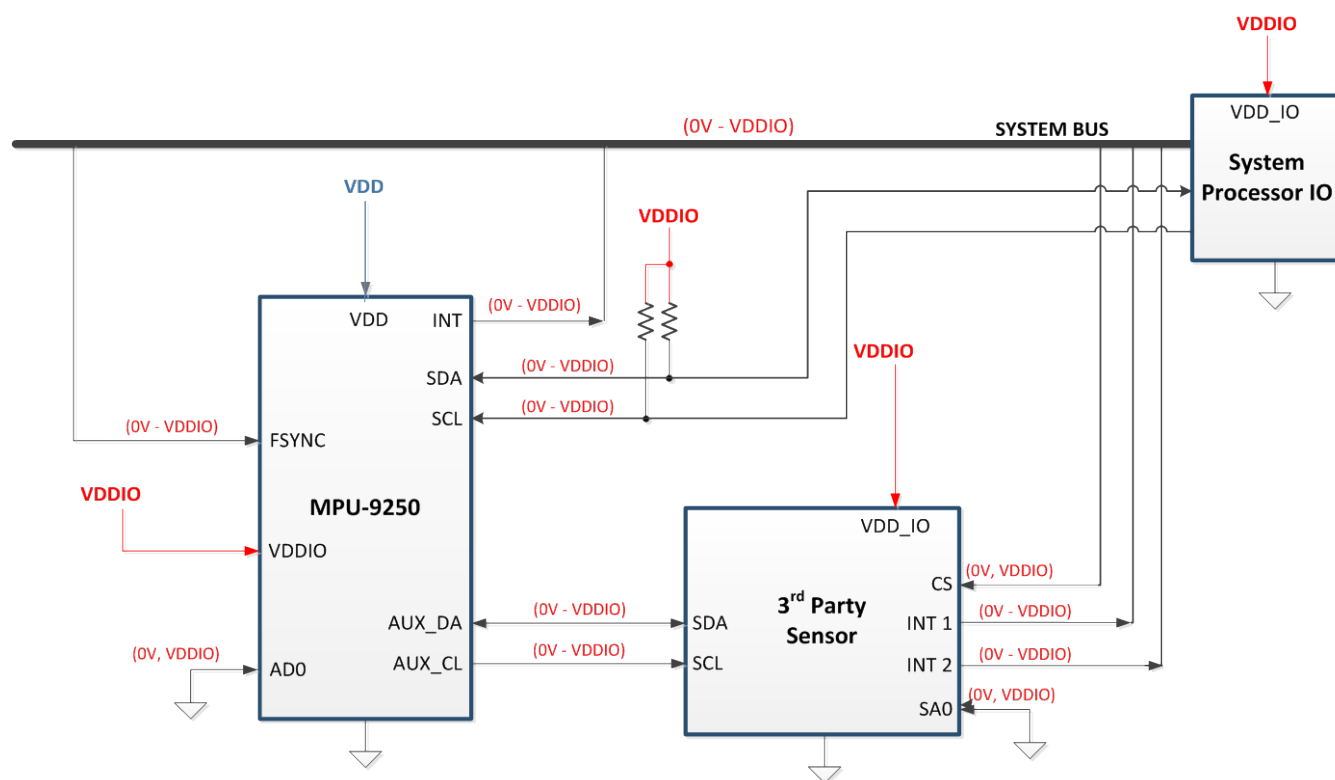 VDDIO
VDD_IO
System
Processor IO
(0V - VDDIO)
SYSTEM BUS
VDD
VDDIO
VDD
INT
(0V - VDDIO)
SDA
(0V - VDDIO)
SCL
(0V - VDDIO)
(0V - VDDIO)
FSYNC
VDDIO
VDDIO
MPU-9250
(0V, VDDIO)
AD0
AUX_DA
(0V - VDDIO)
AUX_CL
(0V - VDDIO)
VDDIO
VDD_IO
3rd Party
Sensor
SDA
SCL
CS
(0V, VDDIO)
INT 1
(0V - VDDIO)
INT 2
(0V - VDDIO)
SA0
(0V, VDDIO)